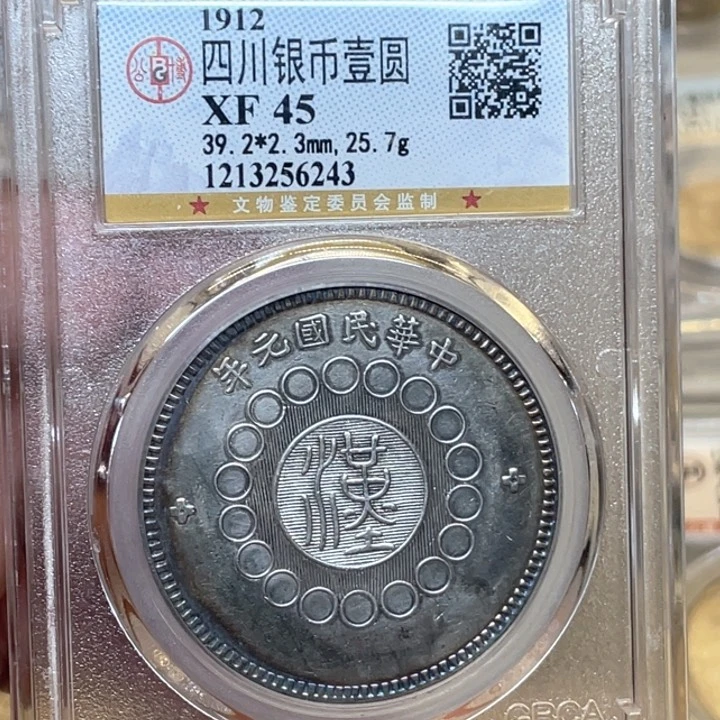 1912
四川银币壹圆
XF 45
39.2*2.3mm, 25.7g
1213256243
★ 文物鉴定委员会监制 ★
年元國民華中
漢